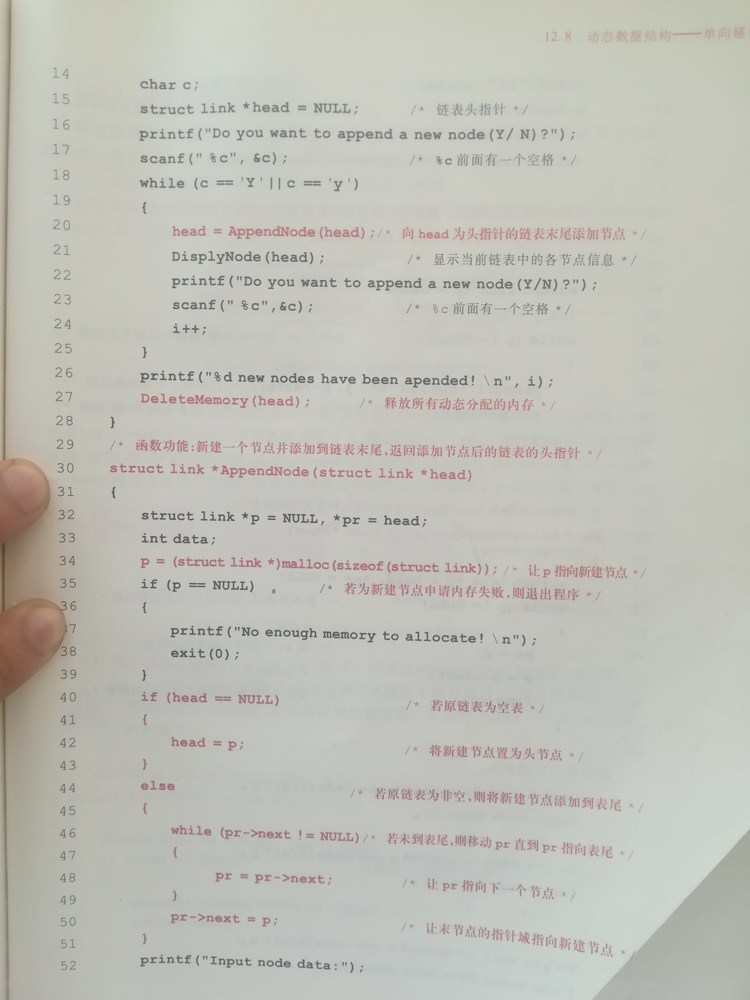 12.8 动态数据结构——单向链
14 char c;
15 struct link *head = NULL; /* 链表头指针 */
16 printf("Do you want to append a new node(Y/ N)?");
17 scanf(" %c", &c); /* %c前面有一个空格 */
18 while (c == 'Y'||c == 'y')
19 {
20 head = AppendNode(head);/* 向head为头指针的链表末尾添加节点 */
21 DisplyNode(head); /* 显示当前链表中的各节点信息 */
22 printf("Do you want to append a new node(Y/N)?");
23 scanf(" %c",&c); /* %c前面有一个空格 */
24 i++;
25 }
26 printf("%d new nodes have been apended! \n", i);
27 DeleteMemory(head); /* 释放所有动态分配的内存 */
28 }
29 /* 函数功能:新建一个节点并添加到链表末尾,返回添加节点后的链表的头指针 */
30 struct link *AppendNode(struct link *head)
31 {
32 struct link *p = NULL, *pr = head;
33 int data;
34 p = (struct link *)malloc(sizeof(struct link)); /* 让p指向新建节点 */
35 if (p == NULL) /* 若为新建节点申请内存失败,则退出程序 */
36 {
37 printf("No enough memory to allocate! \n");
38 exit(0);
39 }
40 if (head == NULL) /* 若原链表为空表 */
41 {
42 head = p; /* 将新建节点置为头节点 */
43 }
44 else /* 若原链表为非空,则将新建节点添加到表尾 */
45 {
46 while (pr->next != NULL)/* 若未到表尾,则移动pr直到pr指向表尾 */
47 {
48 pr = pr->next; /* 让pr指向下一个节点 */
49 }
50 pr->next = p; /* 让末节点的指针域指向新建节点 */
51 }
52 printf("Input node data:");